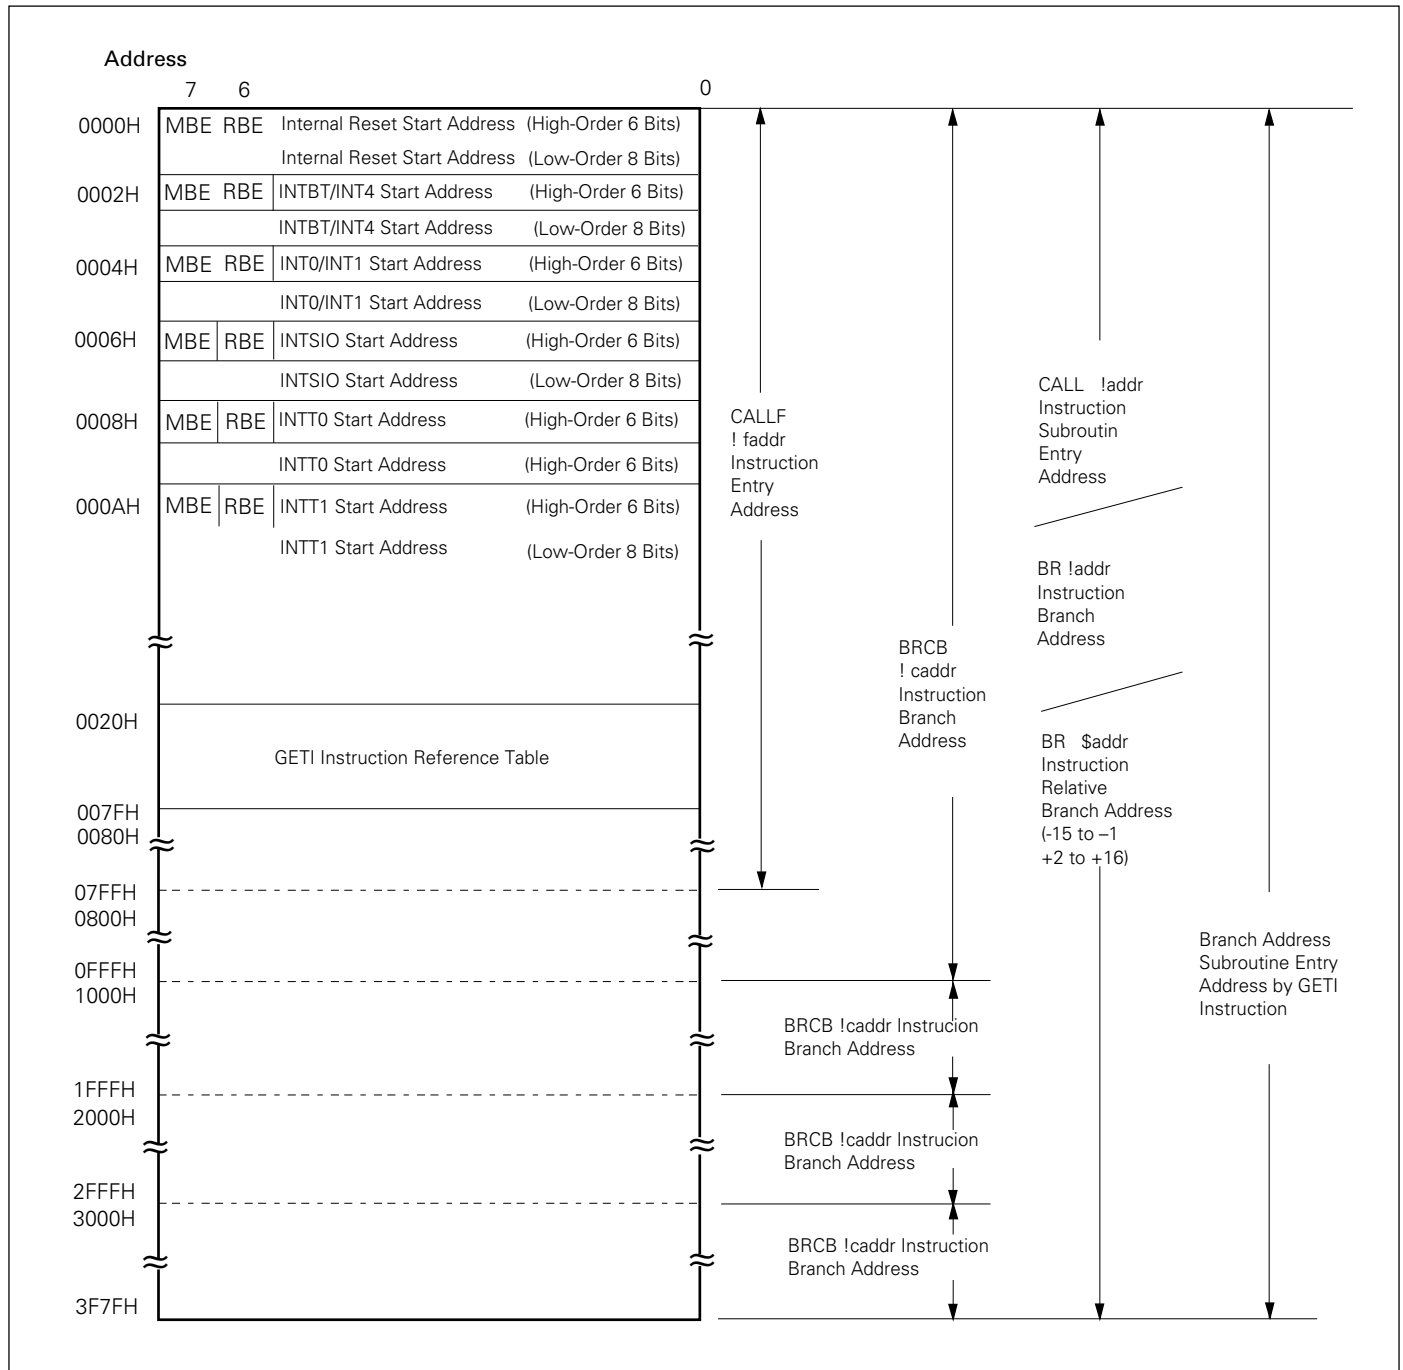 Address
7 6 0
0000H MBE RBE Internal Reset Start Address (High-Order 6 Bits)
Internal Reset Start Address (Low-Order 8 Bits)
0002H MBE RBE INTBT/INT4 Start Address (High-Order 6 Bits)
INTBT/INT4 Start Address (Low-Order 8 Bits)
0004H MBE RBE INT0/INT1 Start Address (High-Order 6 Bits)
INT0/INT1 Start Address (Low-Order 8 Bits)
0006H MBE RBE INTSIO Start Address (High-Order 6 Bits)
INTSIO Start Address (Low-Order 8 Bits)
0008H MBE RBE INTT0 Start Address (High-Order 6 Bits)
INTT0 Start Address (High-Order 6 Bits)
000AH MBE RBE INTT1 Start Address (High-Order 6 Bits)
INTT1 Start Address (Low-Order 8 Bits)
0020H
GETI Instruction Reference Table
007FH
0080H
07FFH
0800H
0FFFH
1000H
1FFFH
2000H
2FFFH
3000H
3F7FH
CALLF
! faddr
Instruction
Entry
Address
BRCB
! caddr
Instruction
Branch
Address
BRCB !caddr Instrucion
Branch Address
BRCB !caddr Instrucion
Branch Address
BRCB !caddr Instruction
Branch Address
CALL !addr
Instruction
Subroutin
Entry
Address
BR !addr
Instruction
Branch
Address
BR $addr
Instruction
Relative
Branch Address
(-15 to –1
+2 to +16)
Branch Address
Subroutine Entry
Address by GETI
Instruction